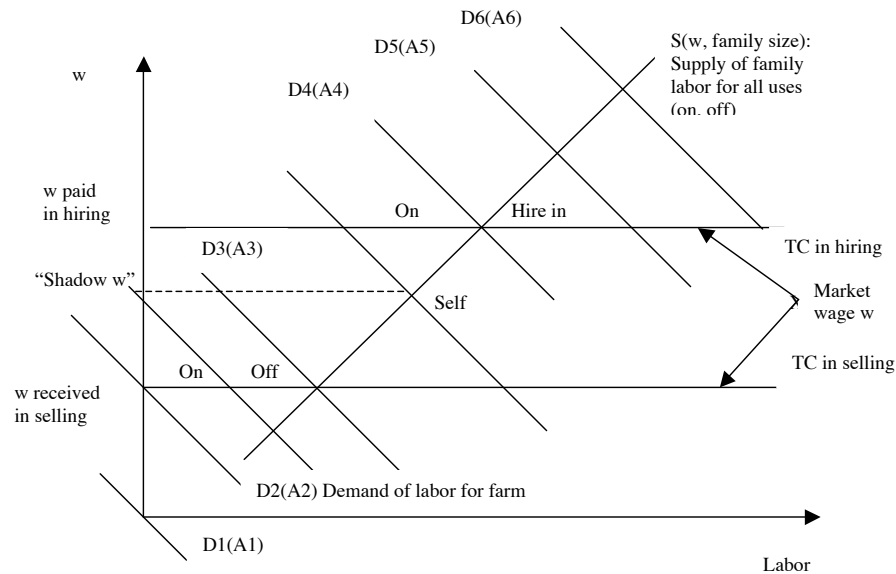 D6(A6)
D5(A5)
S(w, family size):
Supply of family
labor for all uses
(on, off)
w
D4(A4)
w paid
in hiring
On
Hire in
D3(A3)
TC in hiring
“Shadow w”
Self
Market
wage w
On
Off
TC in selling
w received
in selling
D2(A2) Demand of labor for farm
D1(A1)
Labor